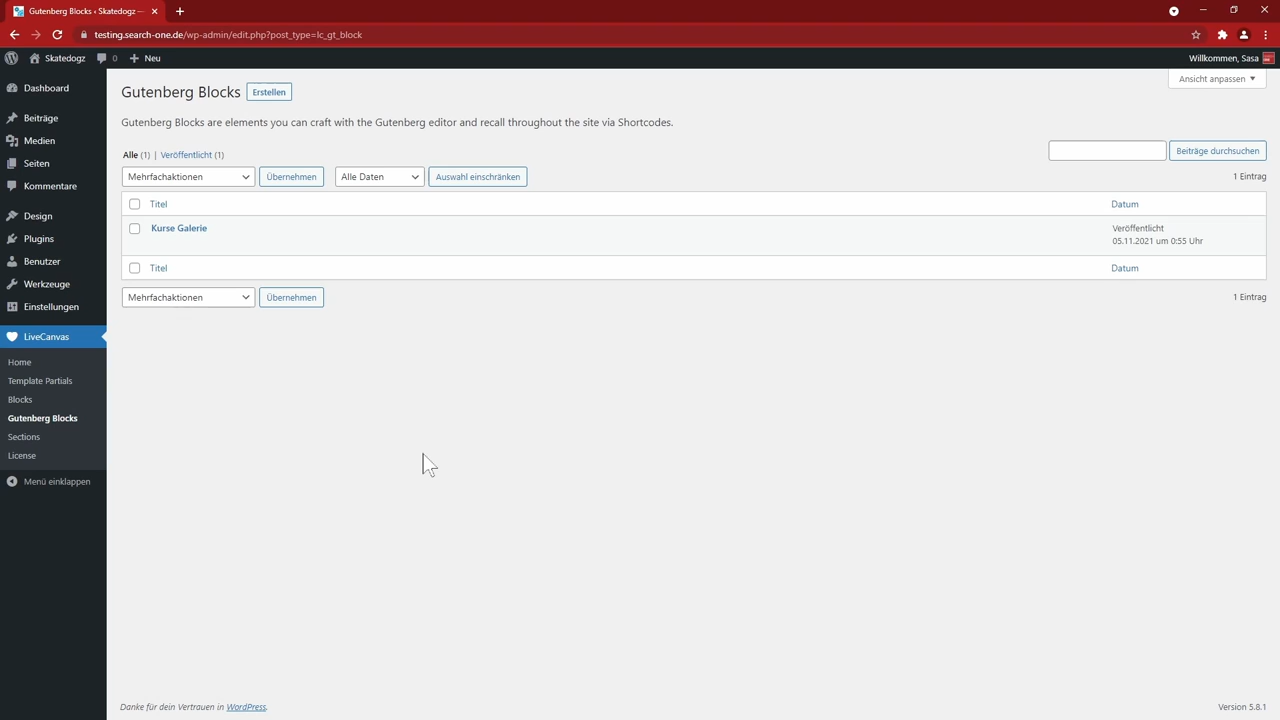 Gutenberg Blocks ‹ Skatedogz —
testing.search-one.de/wp-admin/edit.php?post_type=lc_gt_block
Skatedogz 0 Neu Willkommen, Sasa
Ansicht anpassen
Dashboard
Beiträge
Medien
Seiten
Kommentare
Design
Plugins
Benutzer
Werkzeuge
Einstellungen
LiveCanvas
Home
Template Partials
Blocks
Gutenberg Blocks
Sections
License
Menü einklappen
Gutenberg Blocks Erstellen
Gutenberg Blocks are elements you can craft with the Gutenberg editor and recall throughout the site via Shortcodes.
Alle (1) | Veröffentlicht (1)
Beiträge durchsuchen
Mehrfachaktionen Übernehmen Alle Daten Auswahl einschränken 1 Eintrag
Titel Datum
Kurse Galerie Veröffentlicht
05.11.2021 um 0:55 Uhr
Titel Datum
Mehrfachaktionen Übernehmen 1 Eintrag
Danke für dein Vertrauen in WordPress. Version 5.8.1